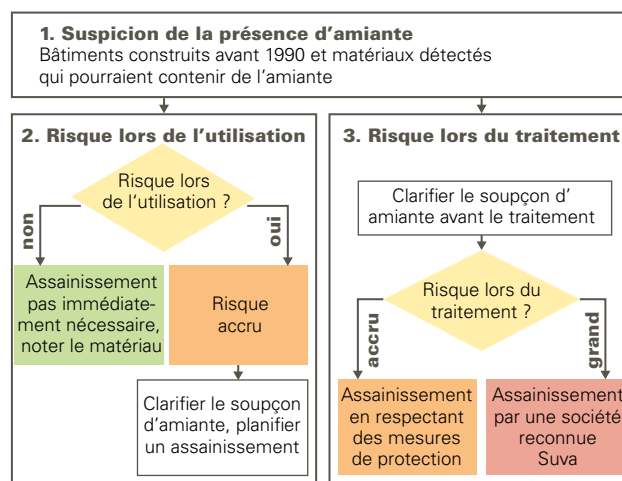 1. Suspicion de la présence d'amiante
Bâtiments construits avant 1990 et matériaux détectés
qui pourraient contenir de l'amiante
2. Risque lors de l'utilisation
Risque lors
de l'utilisation ?
non
oui
Assainissement
pas immédiate-
ment nécessaire,
noter le matériau
Risque
accru
Clarifier le soupçon
d'amiante, planifier
un assainissement
3. Risque lors du traitement
Clarifier le soupçon d'
amiante avant le traitement
Risque lors du
traitement ?
accru
grand
Assainissement
en respectant
des mesures
de protection
Assainissement
par une société
reconnue
Suva